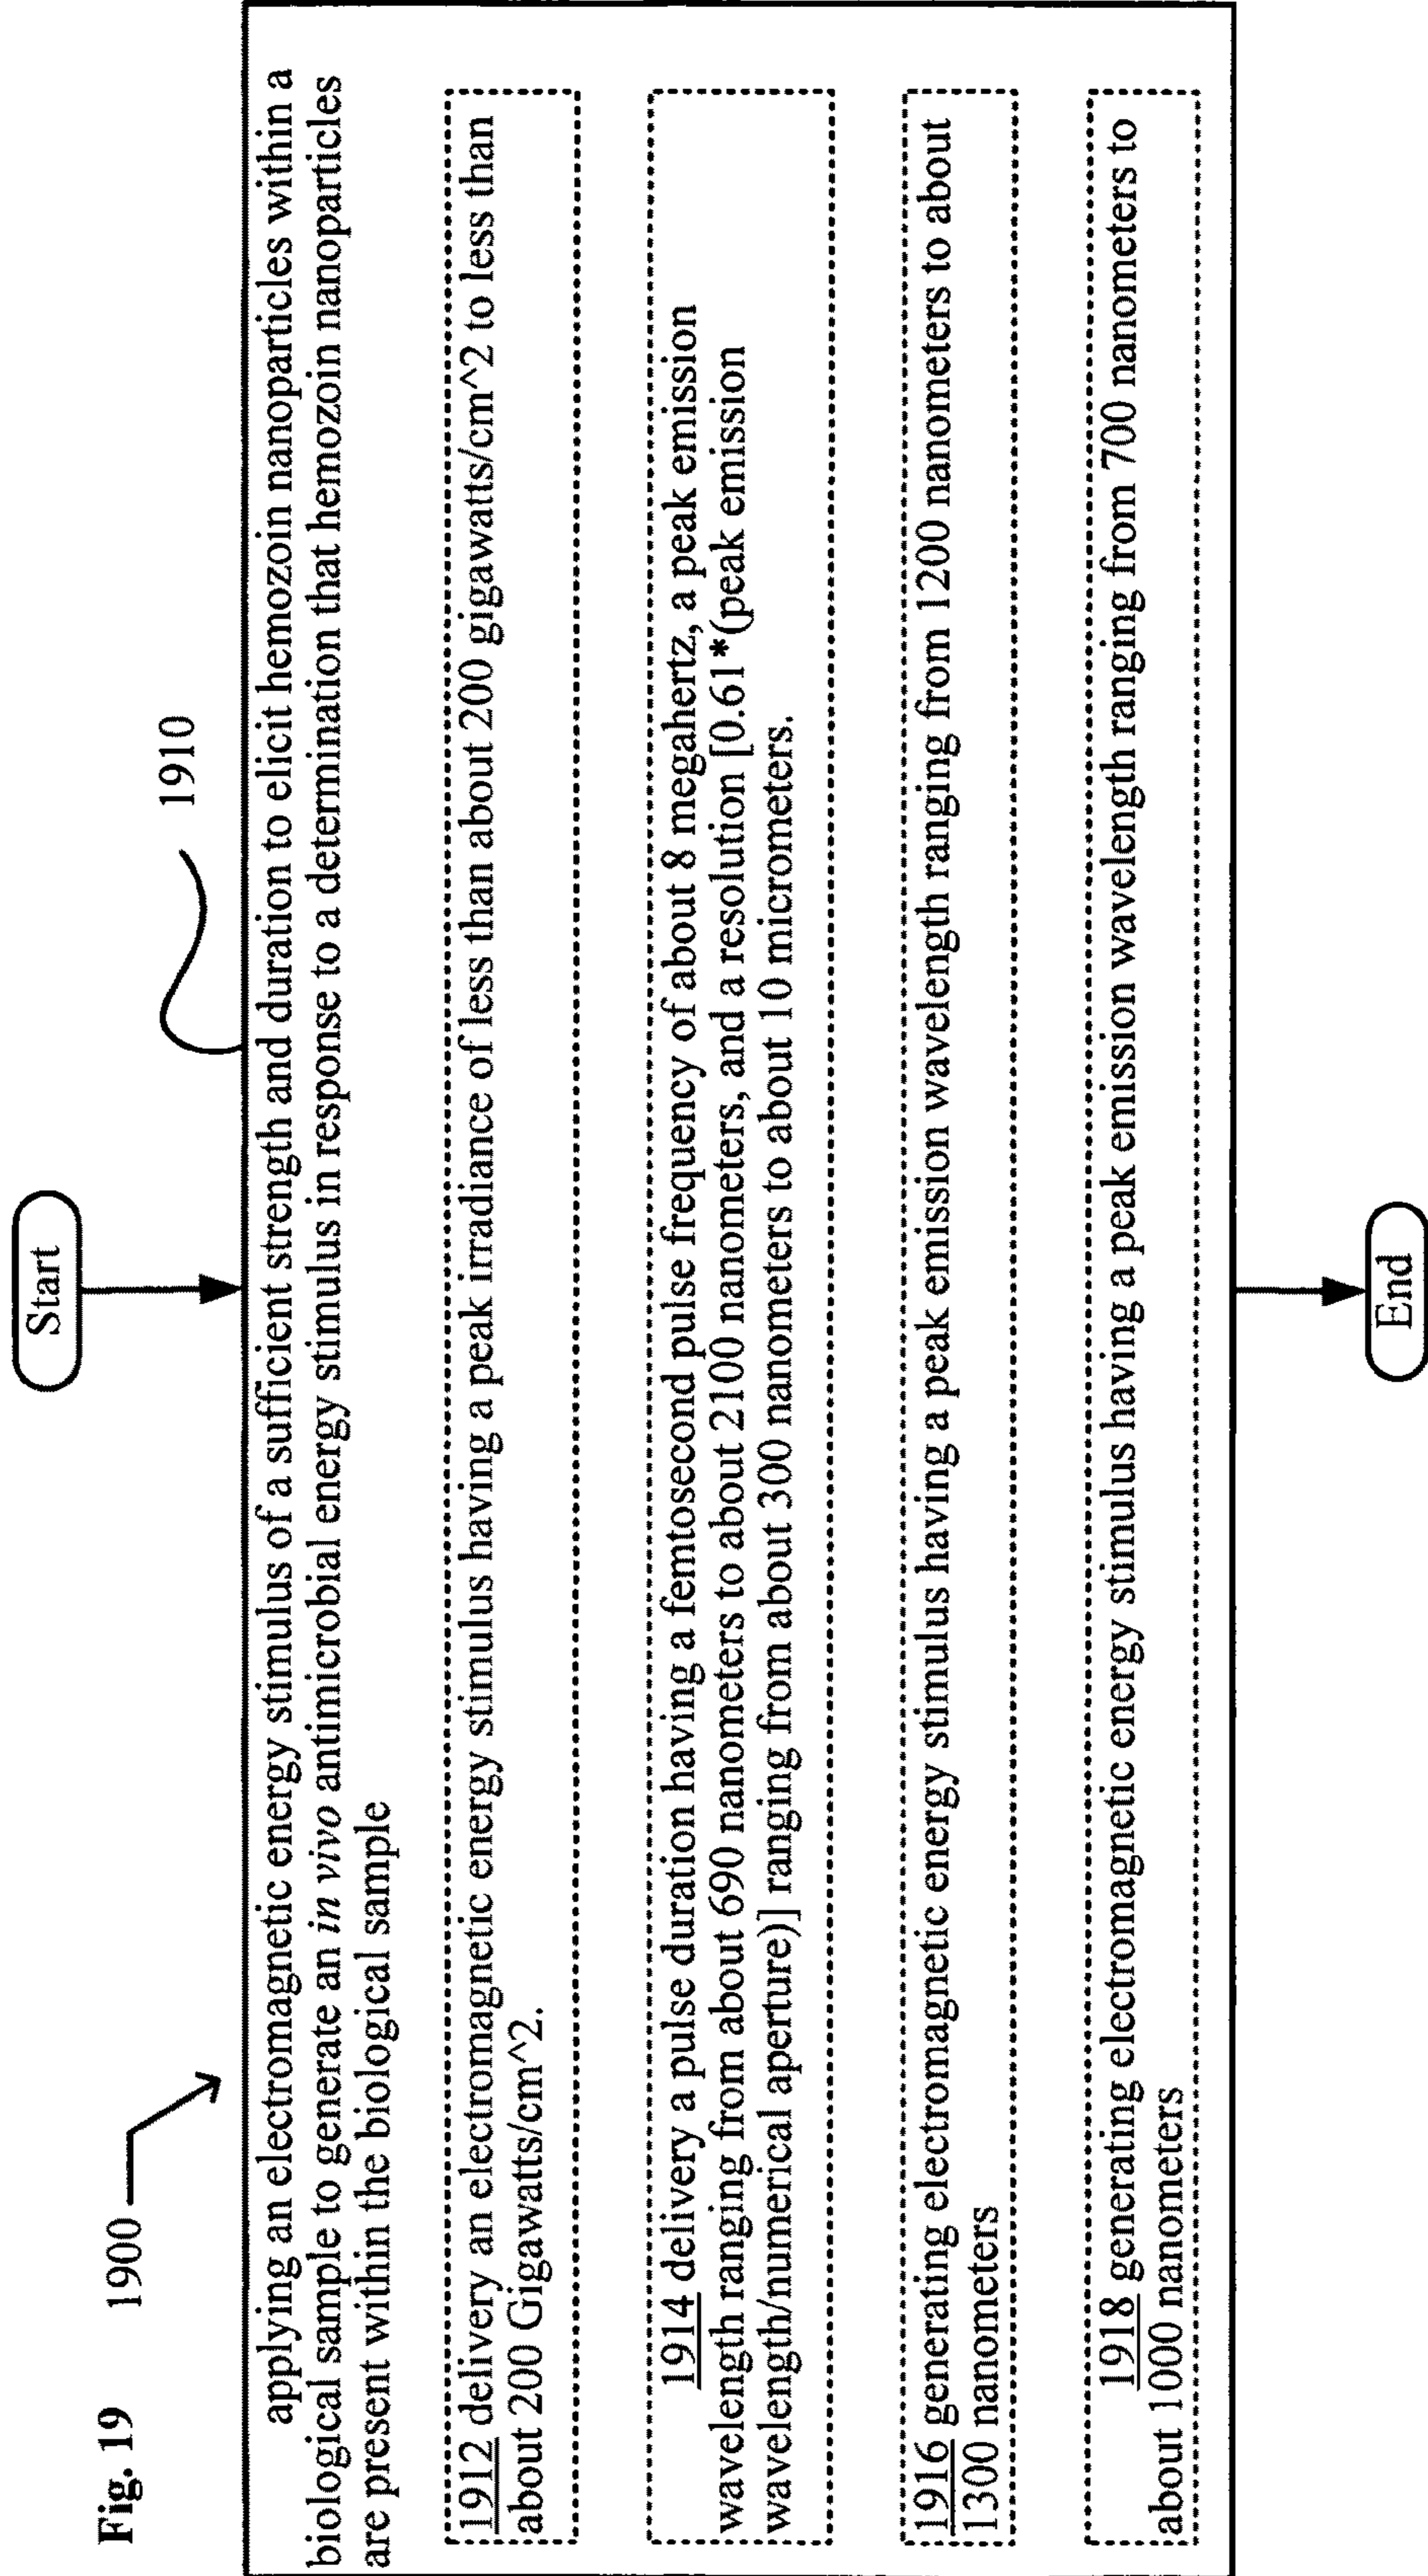 Fig. 19
1900
Start
1910
applying an electromagnetic energy stimulus of a sufficient strength and duration to elicit hemozoin nanoparticles within a
biological sample to generate an in vivo antimicrobial energy stimulus in response to a determination that hemozoin nanoparticles
are present within the biological sample
1912 delivery an electromagnetic energy stimulus having a peak irradiance of less than about 200 gigawatts/cm^2 to less than
about 200 Gigawatts/cm^2.
1914 delivery a pulse duration having a femtosecond pulse frequency of about 8 megahertz, a peak emission
wavelength ranging from about 690 nanometers to about 2100 nanometers, and a resolution [0.61*(peak emission
wavelength/numerical aperture)] ranging from about 300 nanometers to about 10 micrometers.
1916 generating electromagnetic energy stimulus having a peak emission wavelength ranging from 1200 nanometers to about
1300 nanometers
1918 generating electromagnetic energy stimulus having a peak emission wavelength ranging from 700 nanometers to
about 1000 nanometers
End